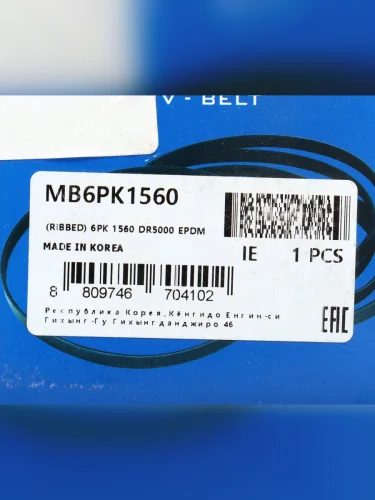 V - BELT
MB6PK1560
(RIBBED) 6PK 1560 DR5000 EPDM
MADE IN KOREA
IE 1 PCS
8 809746 704102
Республика Корея, Кёнгидо Енгин-си
Гихынг-Гу Гихынгданджиро 46
EAC